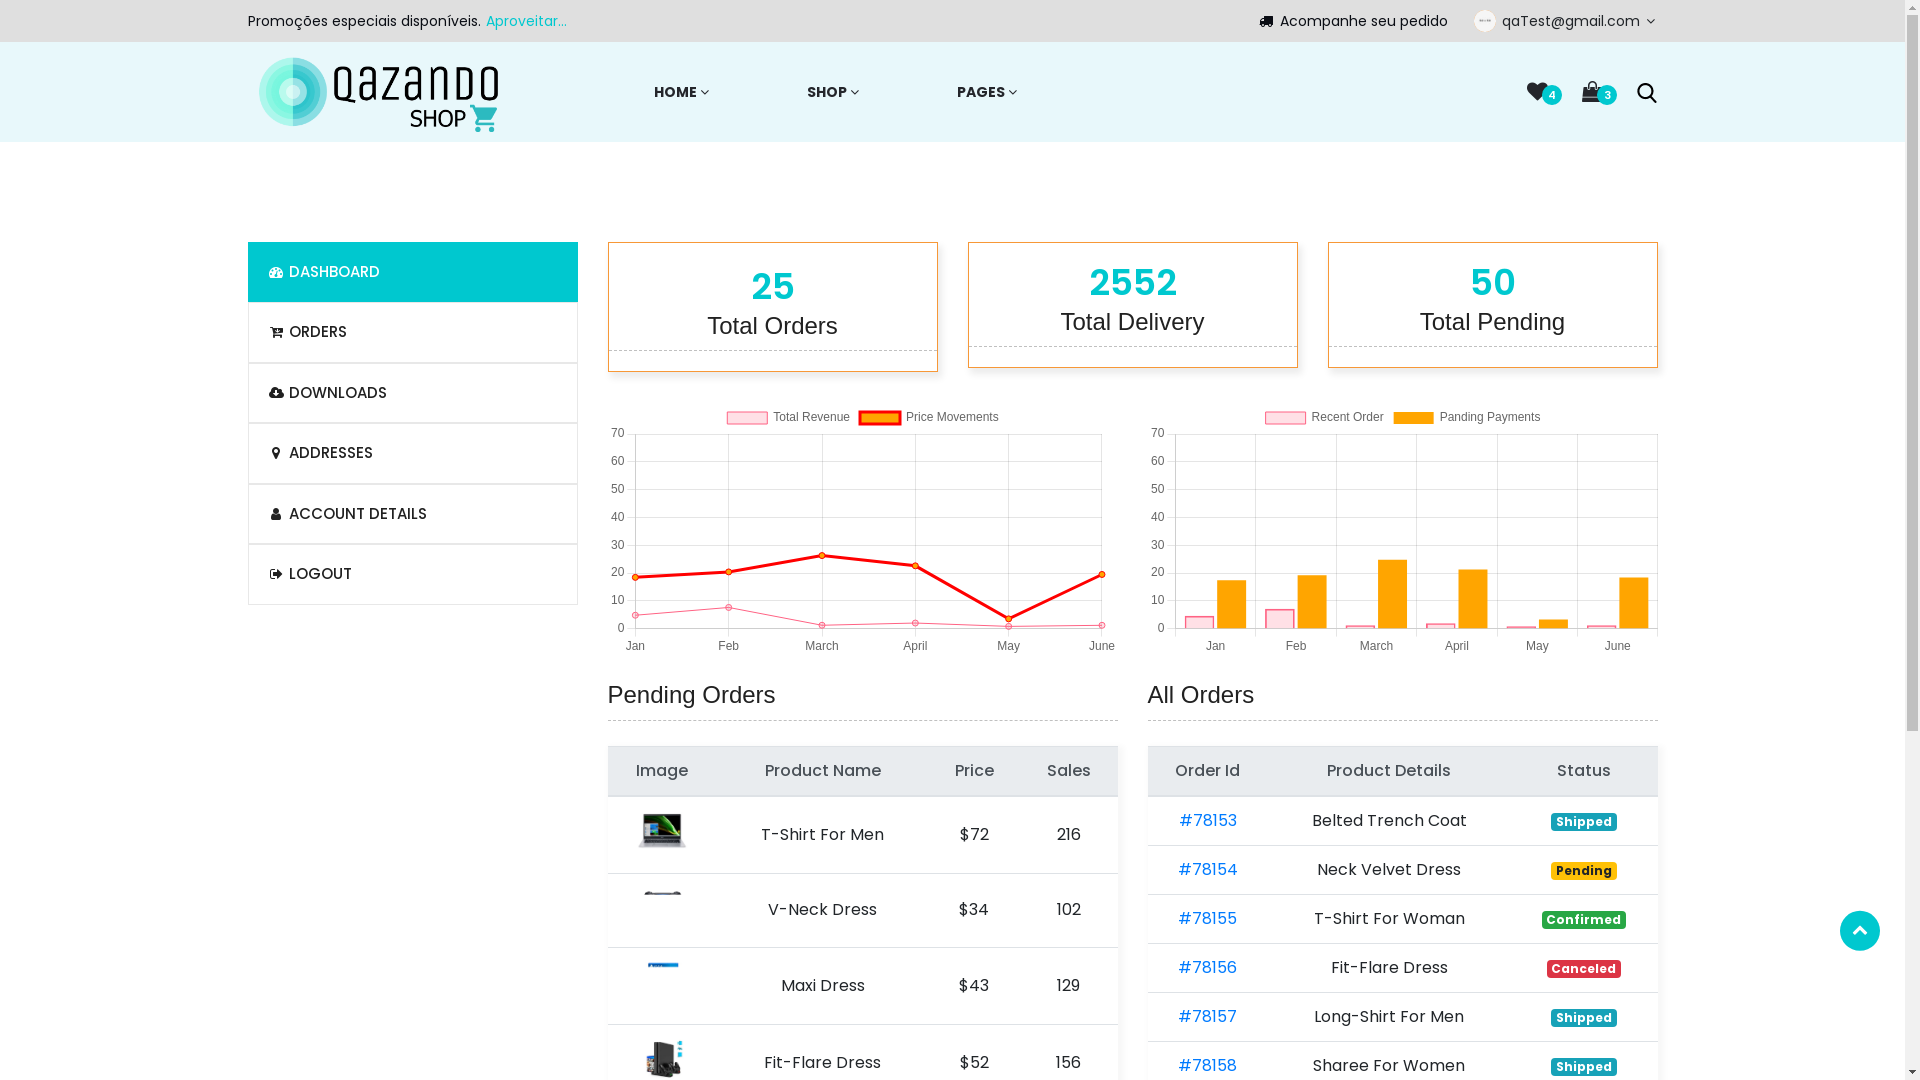 Promoções especiais disponíveis. Aproveitar...
Acompanhe seu pedido
qaTest@gmail.com
QAZANDO
SHOP
HOME
SHOP
PAGES
4
3
DASHBOARD
ORDERS
DOWNLOADS
ADDRESSES
ACCOUNT DETAILS
LOGOUT
25
Total Orders
2552
Total Delivery
50
Total Pending
Total Revenue Price Movements
70
60
50
40
30
20
10
0
Jan Feb March April May June
Recent Order Panding Payments
70
60
50
40
30
20
10
0
Jan Feb March April May June
Pending Orders
Image Product Name Price Sales
T-Shirt For Men $72 216
V-Neck Dress $34 102
Maxi Dress $43 129
Fit-Flare Dress $52 156
All Orders
Order Id Product Details Status
#78153 Belted Trench Coat Shipped
#78154 Neck Velvet Dress Pending
#78155 T-Shirt For Woman Confirmed
#78156 Fit-Flare Dress Canceled
#78157 Long-Shirt For Men Shipped
#78158 Sharee For Women Shipped